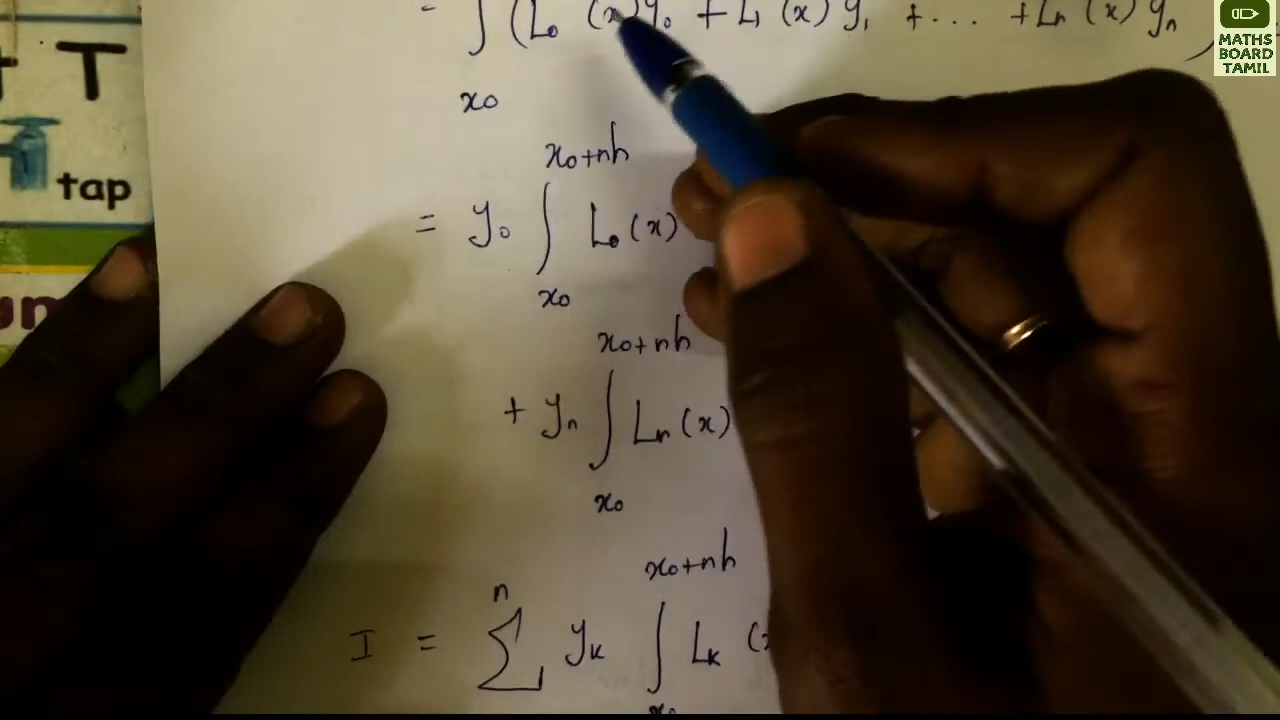 = ∫ (L₀ (x) y₀ + L₁ (x) y₁ + ... + Lₙ (x) yₙ)
x₀
x₀+nh
= y₀ ∫ L₀ (x)
x₀
x₀+nh
+ yₙ ∫ Lₙ (x)
x₀
x₀+nh
n
I = ∑ yₖ ∫ Lₖ (x
x₀
T
tap
MATHS
BOARD
TAMIL